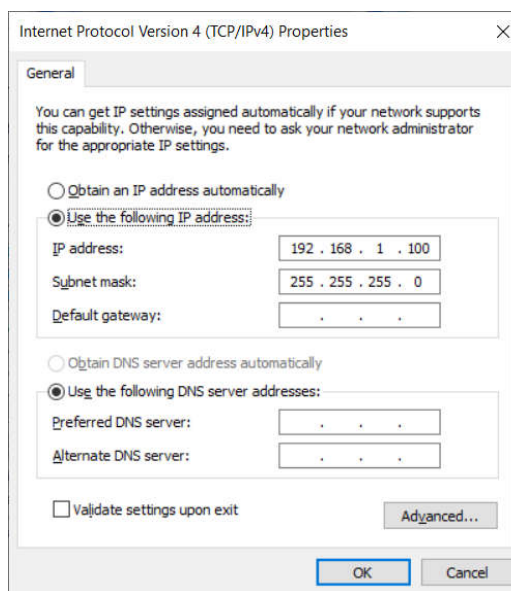 Internet Protocol Version 4 (TCP/IPv4) Properties
General
You can get IP settings assigned automatically if your network supports
this capability. Otherwise, you need to ask your network administrator
for the appropriate IP settings.
Obtain an IP address automatically
Use the following IP address:
IP address: 192 . 168 . 1 . 100
Subnet mask: 255 . 255 . 255 . 0
Default gateway: . . .
Obtain DNS server address automatically
Use the following DNS server addresses:
Preferred DNS server: . . .
Alternate DNS server: . . .
Validate settings upon exit
Advanced...
OK Cancel